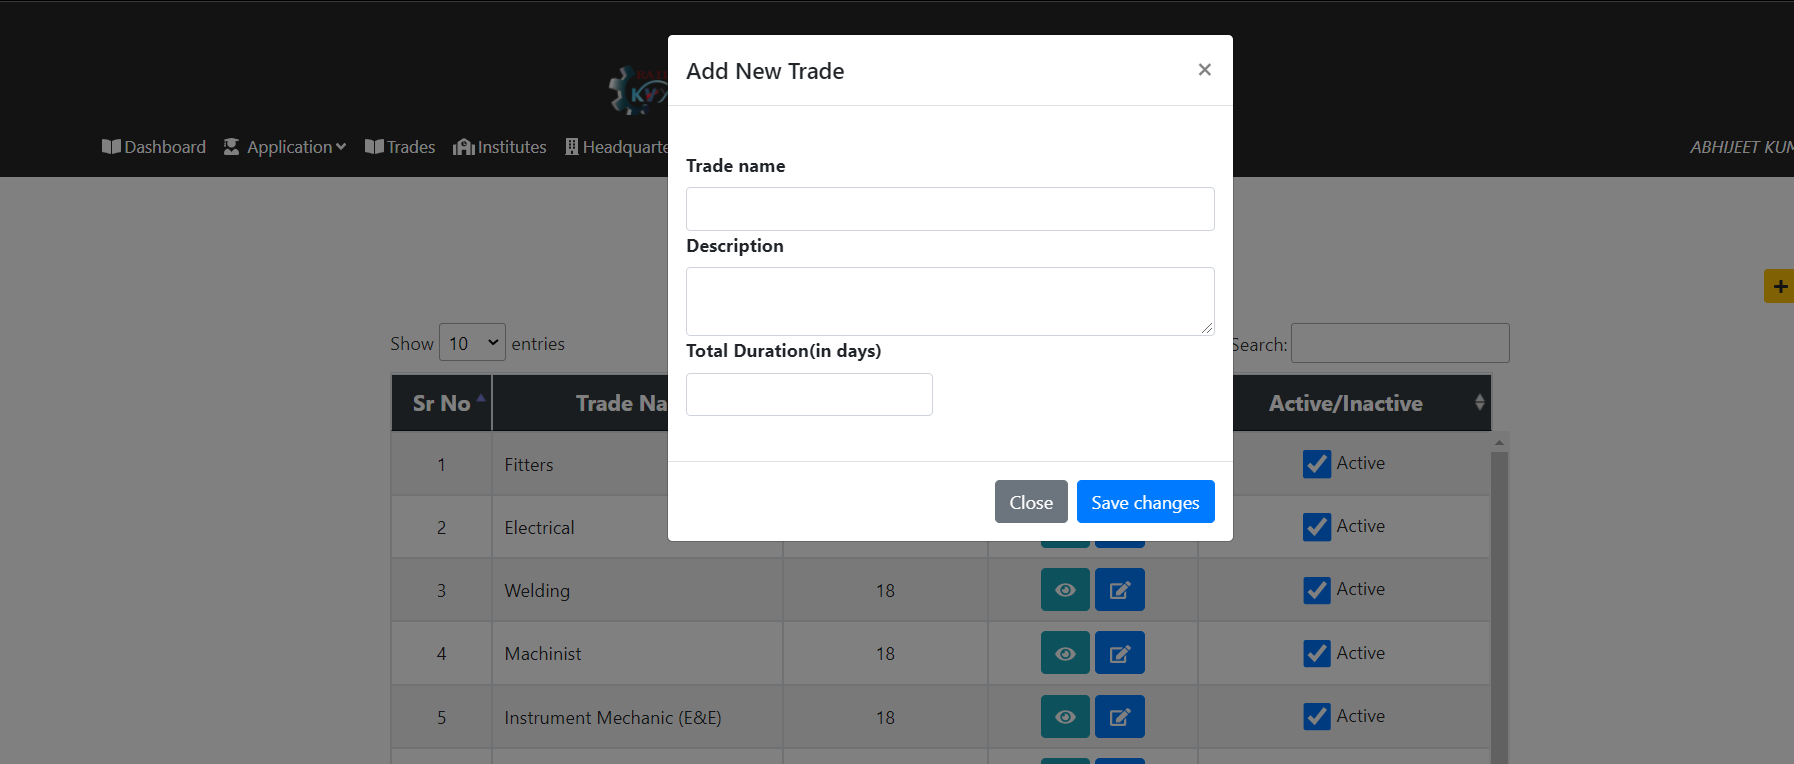 Add New Trade
×
Dashboard Application Trades Institutes Headquarte
ABHIJEET KUM
Trade name
Description
Total Duration(in days)
Close Save changes
+
Show 10 entries
Search:
Sr No Trade Na Active/Inactive
1 Fitters Active
2 Electrical Active
3 Welding 18 Active
4 Machinist 18 Active
5 Instrument Mechanic (E&E) 18 Active